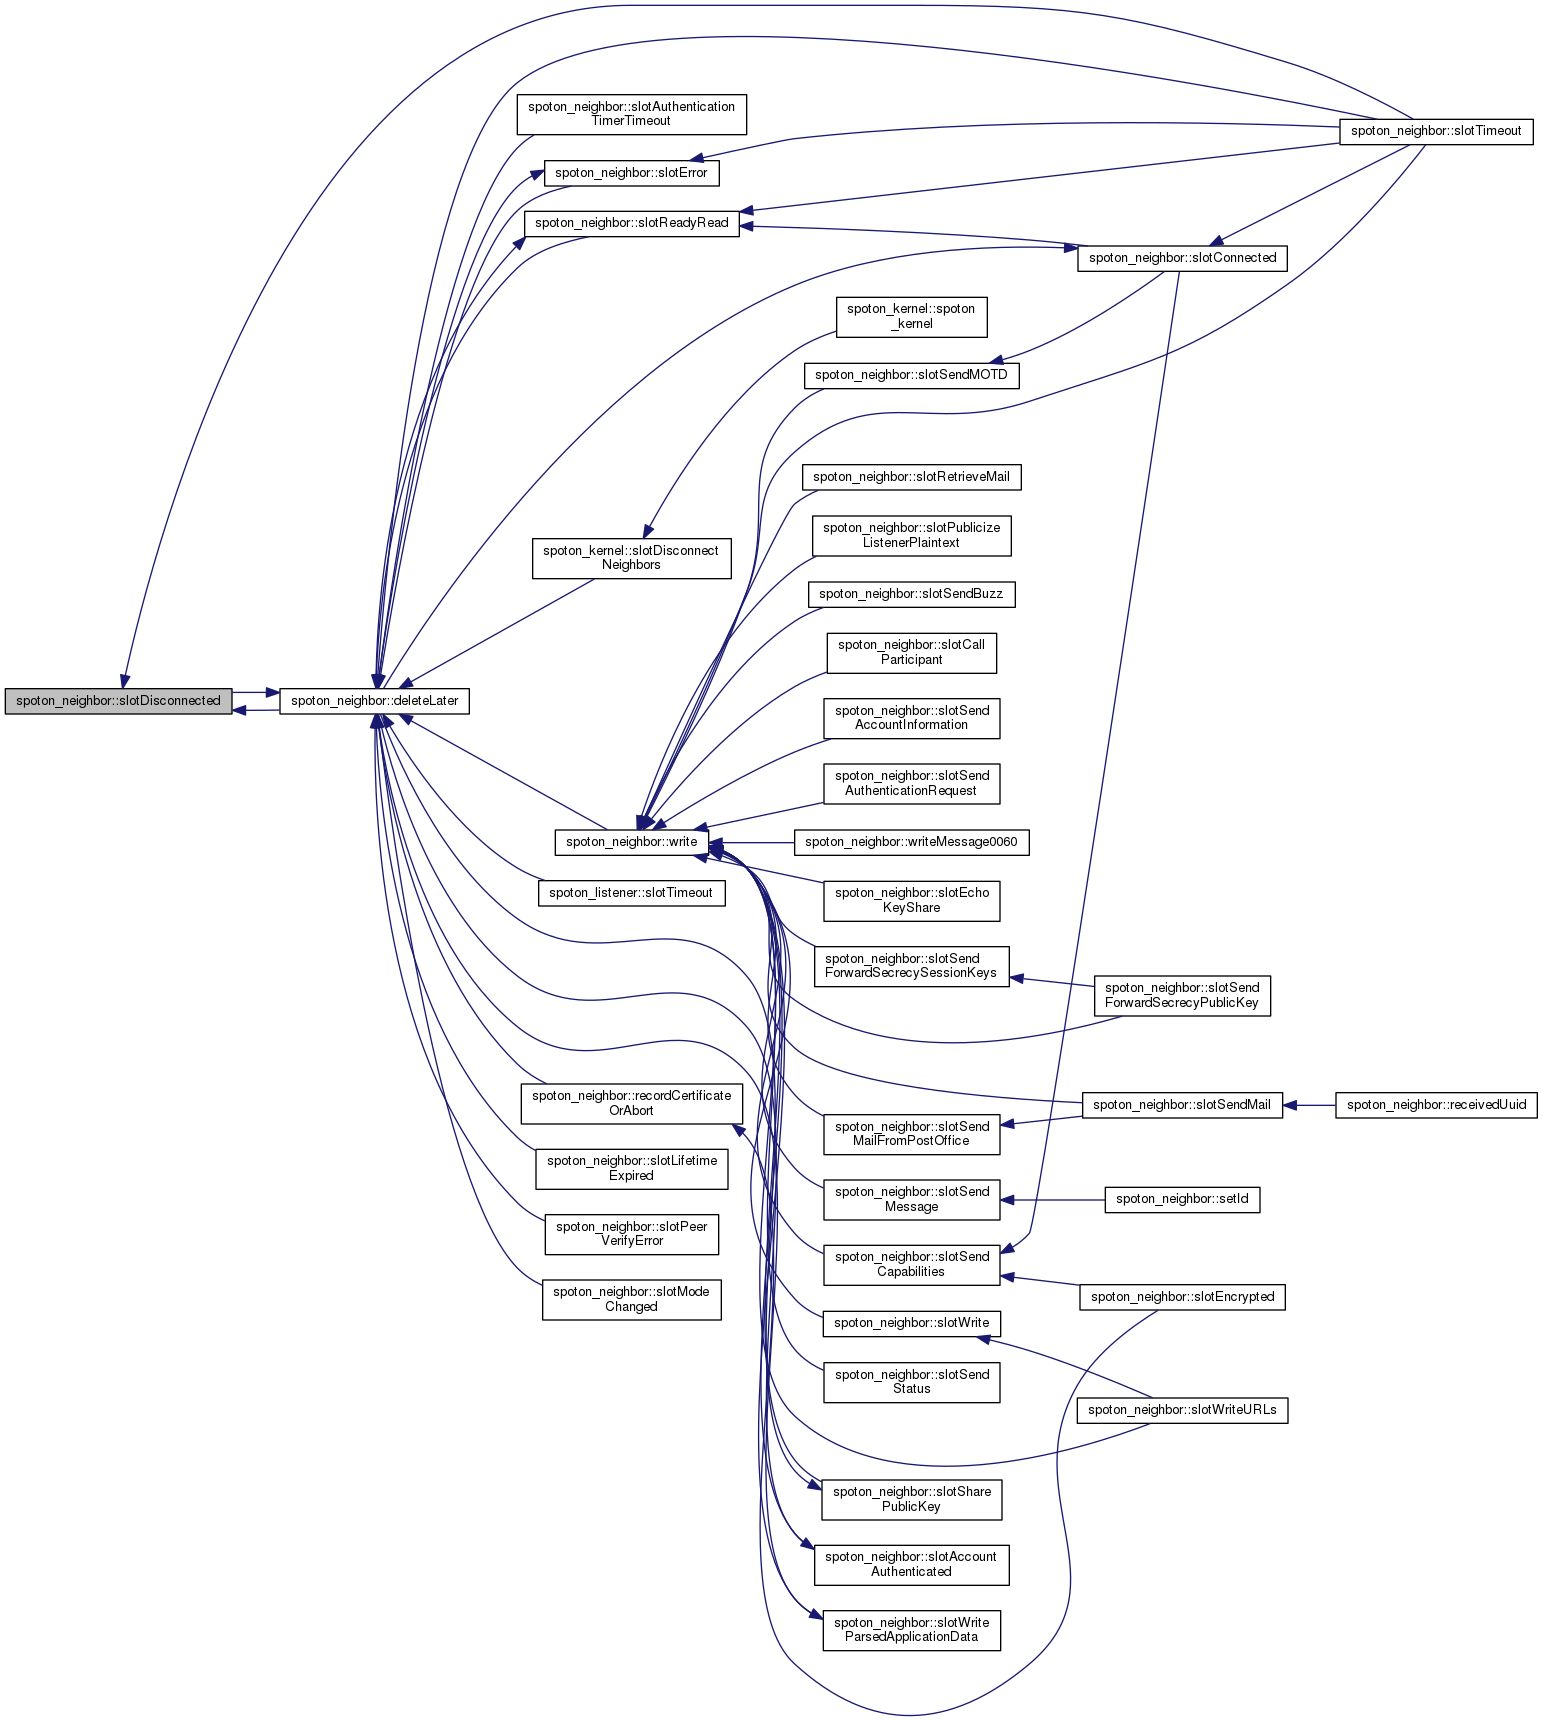 spoton_neighbor::slotAuthentication
TimerTimeout
spoton_neighbor::slotTimeout
spoton_neighbor::slotError
spoton_neighbor::slotReadyRead
spoton_neighbor::slotConnected
spoton_kernel::spoton
_kernel
spoton_neighbor::slotSendMOTD
spoton_neighbor::slotRetrieveMail
spoton_neighbor::slotPublicize
ListenerPlaintext
spoton_kernel::slotDisconnect
Neighbors
spoton_neighbor::slotSendBuzz
spoton_neighbor::slotCall
Participant
spoton_neighbor::slotDisconnected
spoton_neighbor::deleteLater
spoton_neighbor::slotSend
AccountInformation
spoton_neighbor::slotSend
AuthenticationRequest
spoton_neighbor::write
spoton_neighbor::writeMessage0060
spoton_listener::slotTimeout
spoton_neighbor::slotEcho
KeyShare
spoton_neighbor::slotSend
ForwardSecrecySessionKeys
spoton_neighbor::slotSend
ForwardSecrecyPublicKey
spoton_neighbor::recordCertificate
OrAbort
spoton_neighbor::slotSendMail
spoton_neighbor::receivedUuid
spoton_neighbor::slotSend
MailFromPostOffice
spoton_neighbor::slotLifetime
Expired
spoton_neighbor::slotSend
Message
spoton_neighbor::setId
spoton_neighbor::slotPeer
VerifyError
spoton_neighbor::slotSend
Capabilities
spoton_neighbor::slotMode
Changed
spoton_neighbor::slotEncrypted
spoton_neighbor::slotWrite
spoton_neighbor::slotSend
Status
spoton_neighbor::slotWriteURLs
spoton_neighbor::slotShare
PublicKey
spoton_neighbor::slotAccount
Authenticated
spoton_neighbor::slotWrite
ParsedApplicationData